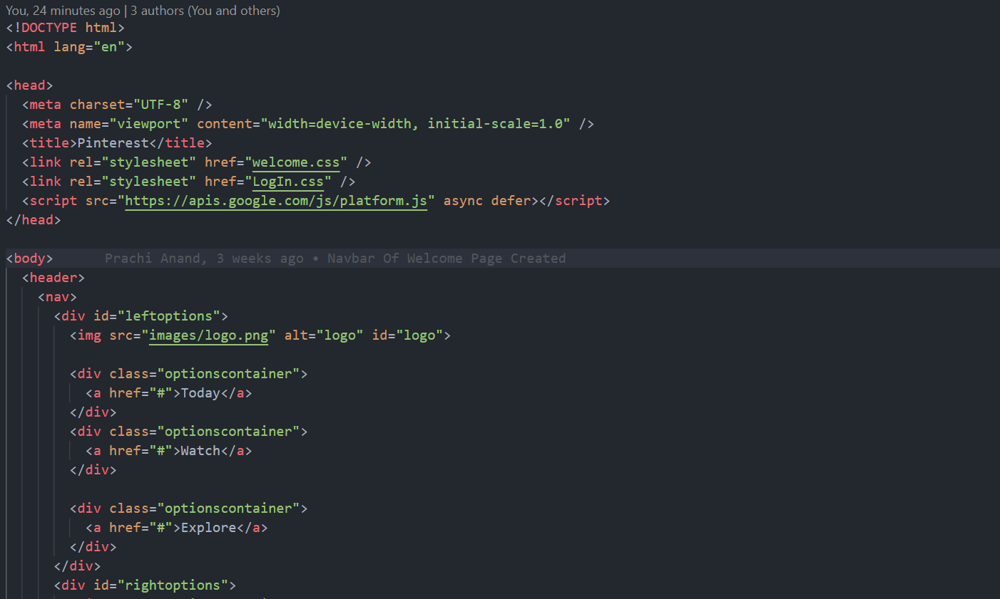 You, 24 minutes ago | 3 authors (You and others)
<!DOCTYPE html>
<html lang="en">

<head>
  <meta charset="UTF-8" />
  <meta name="viewport" content="width=device-width, initial-scale=1.0" />
  <title>Pinterest</title>
  <link rel="stylesheet" href="welcome.css" />
  <link rel="stylesheet" href="LogIn.css" />
  <script src="https://apis.google.com/js/platform.js" async defer></script>
</head>

<body>      Prachi Anand, 3 weeks ago • Navbar Of Welcome Page Created
  <header>
    <nav>
      <div id="leftoptions">
        <img src="images/logo.png" alt="logo" id="logo">

        <div class="optionscontainer">
          <a href="#">Today</a>
        </div>
        <div class="optionscontainer">
          <a href="#">Watch</a>
        </div>

        <div class="optionscontainer">
          <a href="#">Explore</a>
        </div>
      </div>
      <div id="rightoptions">